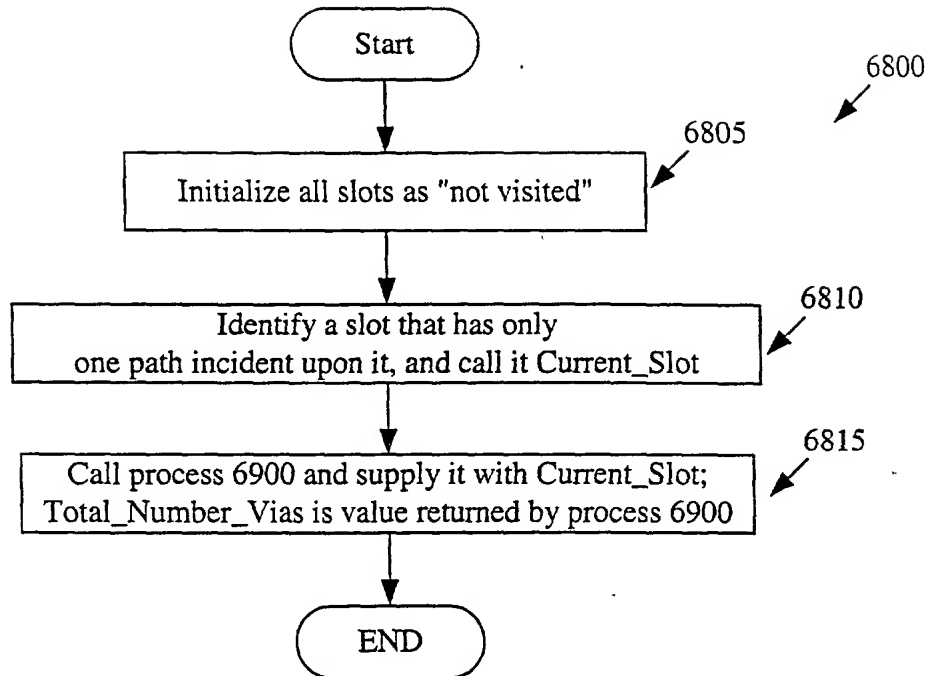 Start
6800
6805
Initialize all slots as "not visited"
6810
Identify a slot that has only
one path incident upon it, and call it Current_Slot
6815
Call process 6900 and supply it with Current_Slot;
Total_Number_Vias is value returned by process 6900
END